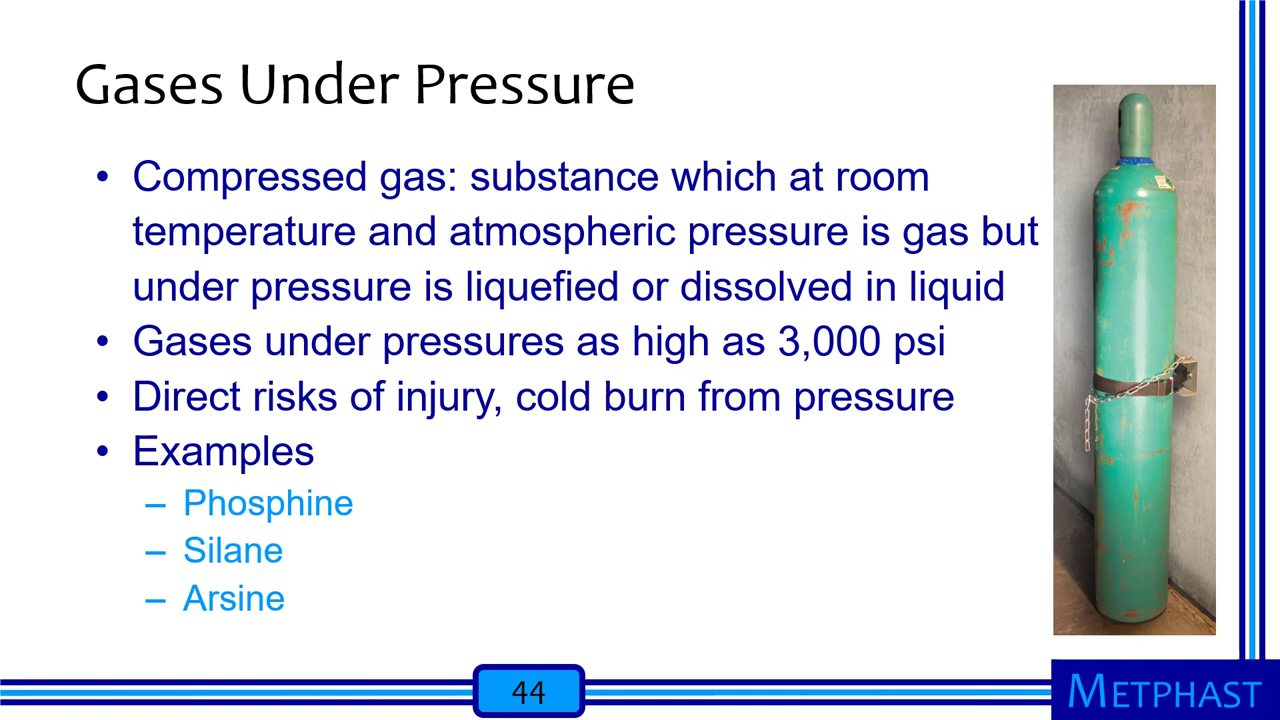 Gases Under Pressure
• Compressed gas: substance which at room
temperature and atmospheric pressure is gas but
under pressure is liquefied or dissolved in liquid
• Gases under pressures as high as 3,000 psi
• Direct risks of injury, cold burn from pressure
• Examples
– Phosphine
– Silane
– Arsine
44
METPHAST